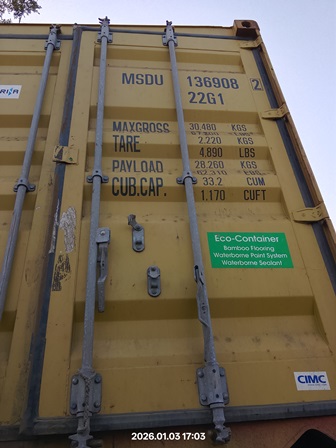 MSDU 136908 2
22G1
MAXGROSS 30.480 KGS
TARE 2.220 KGS
4.890 LBS
PAYLOAD 28.260 KGS
CUB.CAP. 33.2 CUM
1.170 CUFT
Eco-Container
Bamboo Flooring
Waterborne Paint System
Waterborne Sealant
CIMC
2026.01.03 17:03